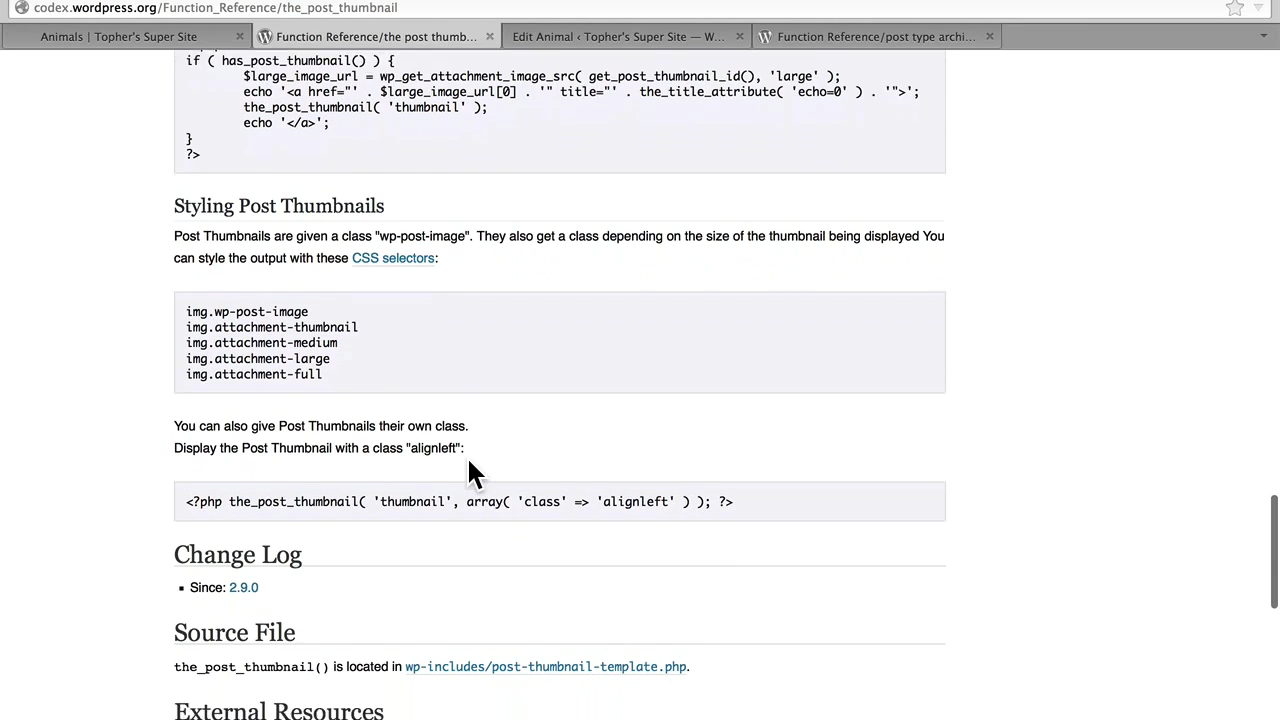 codex.wordpress.org/Function_Reference/the_post_thumbnail
Animals | Topher's Super Site × Function Reference/the post thumb... × Edit Animal ‹ Topher's Super Site — W... × Function Reference/post type archi... ×
if ( has_post_thumbnail() ) {
$large_image_url = wp_get_attachment_image_src( get_post_thumbnail_id(), 'large' );
echo '<a href="' . $large_image_url[0] . '" title="' . the_title_attribute( 'echo=0' ) . '">';
the_post_thumbnail( 'thumbnail' );
echo '</a>';
}
?>
Styling Post Thumbnails
Post Thumbnails are given a class "wp-post-image". They also get a class depending on the size of the thumbnail being displayed You
can style the output with these CSS selectors:
img.wp-post-image
img.attachment-thumbnail
img.attachment-medium
img.attachment-large
img.attachment-full
You can also give Post Thumbnails their own class.
Display the Post Thumbnail with a class "alignleft":
<?php the_post_thumbnail( 'thumbnail', array( 'class' => 'alignleft' ) ); ?>
Change Log
▪ Since: 2.9.0
Source File
the_post_thumbnail() is located in wp-includes/post-thumbnail-template.php.
External Resources